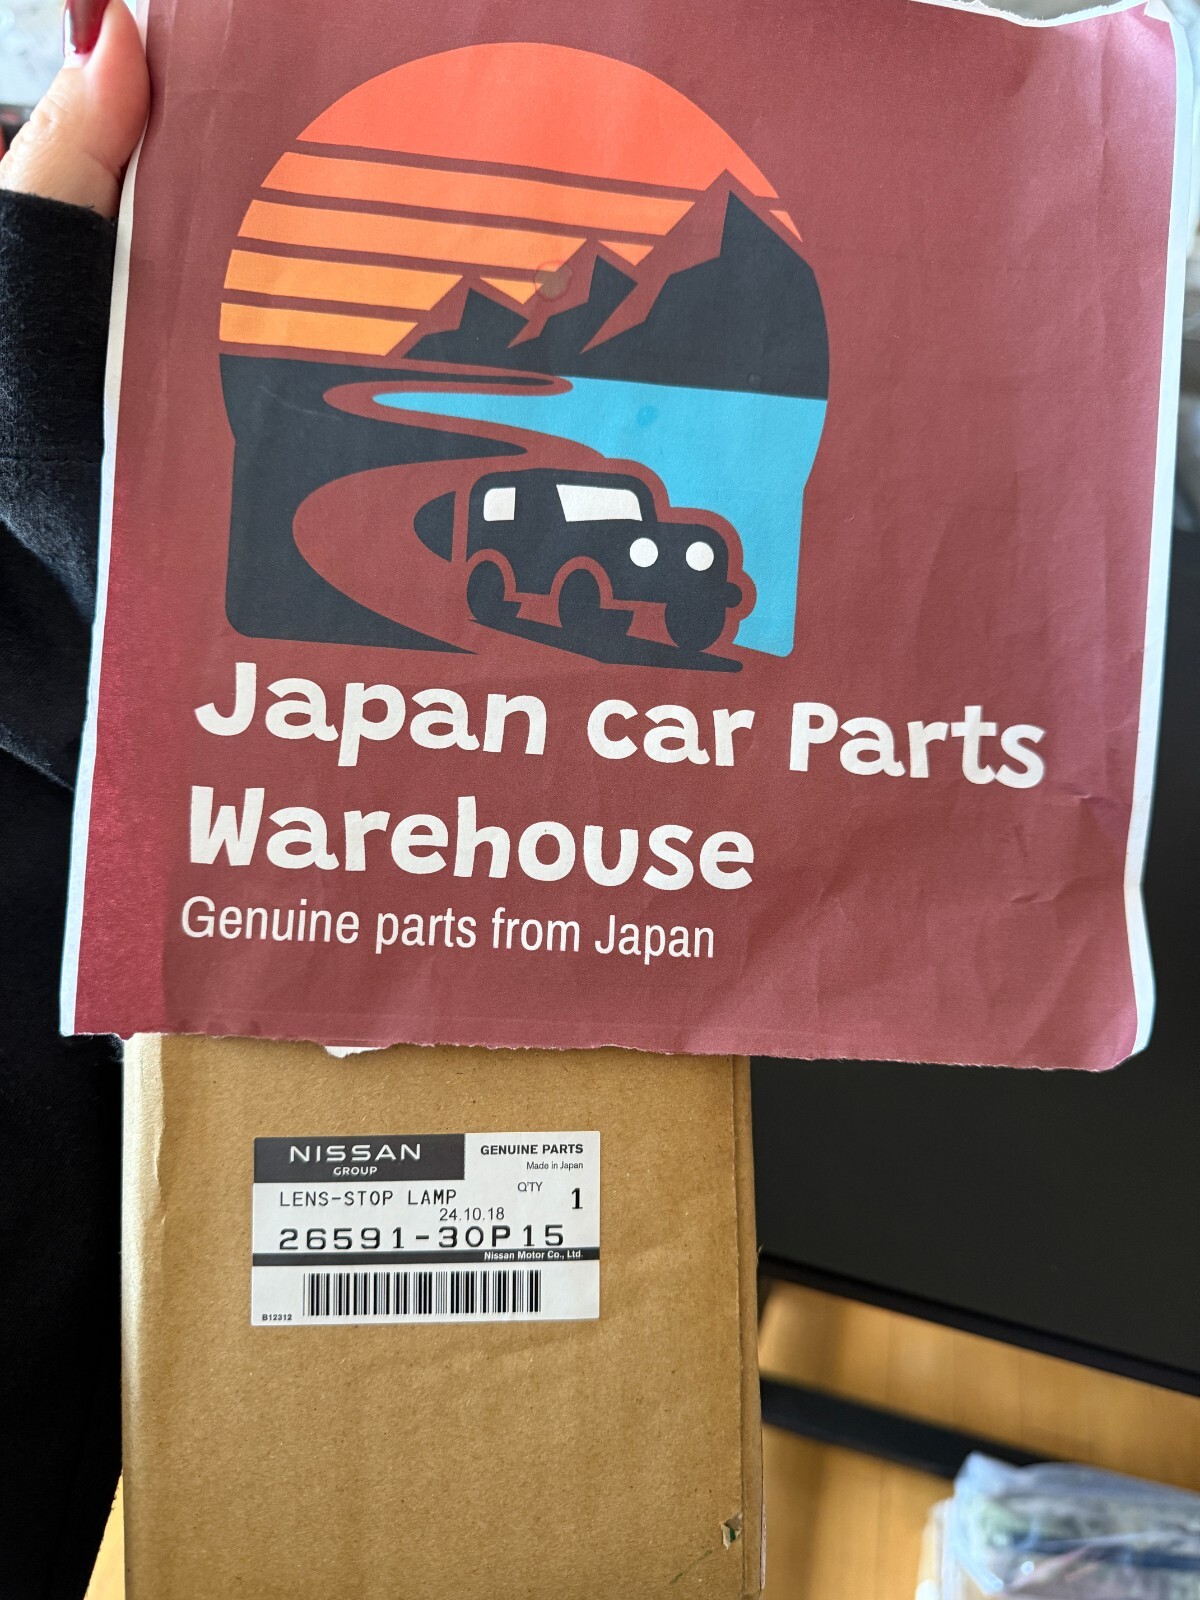 Japan car Parts
Warehouse
Genuine parts from Japan
NISSAN
GROUP
GENUINE PARTS
Made in Japan
LENS-STOP LAMP
Q'TY
1
24.10.18
26591-30P15
Nissan Motor Co., Ltd.
B12312